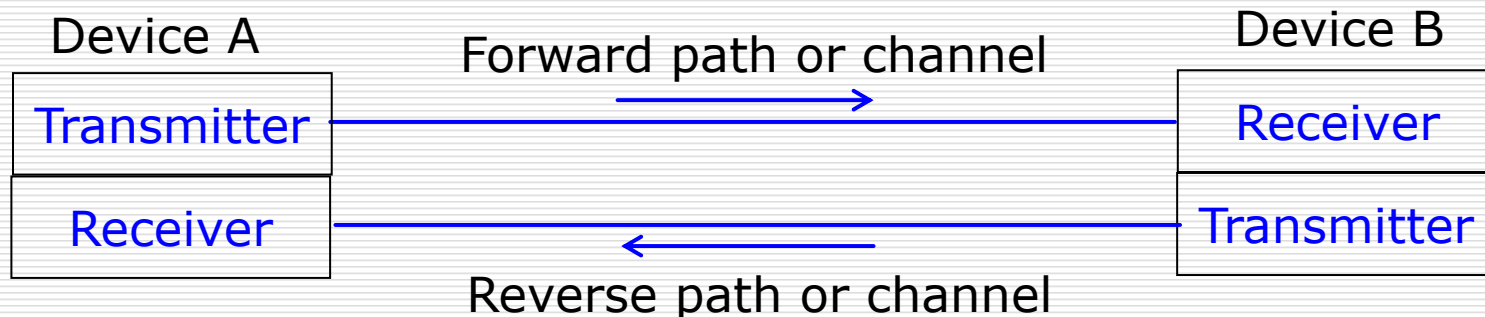 Device A
Forward path or channel
Device B
Transmitter
Receiver
Receiver
Transmitter
Reverse path or channel